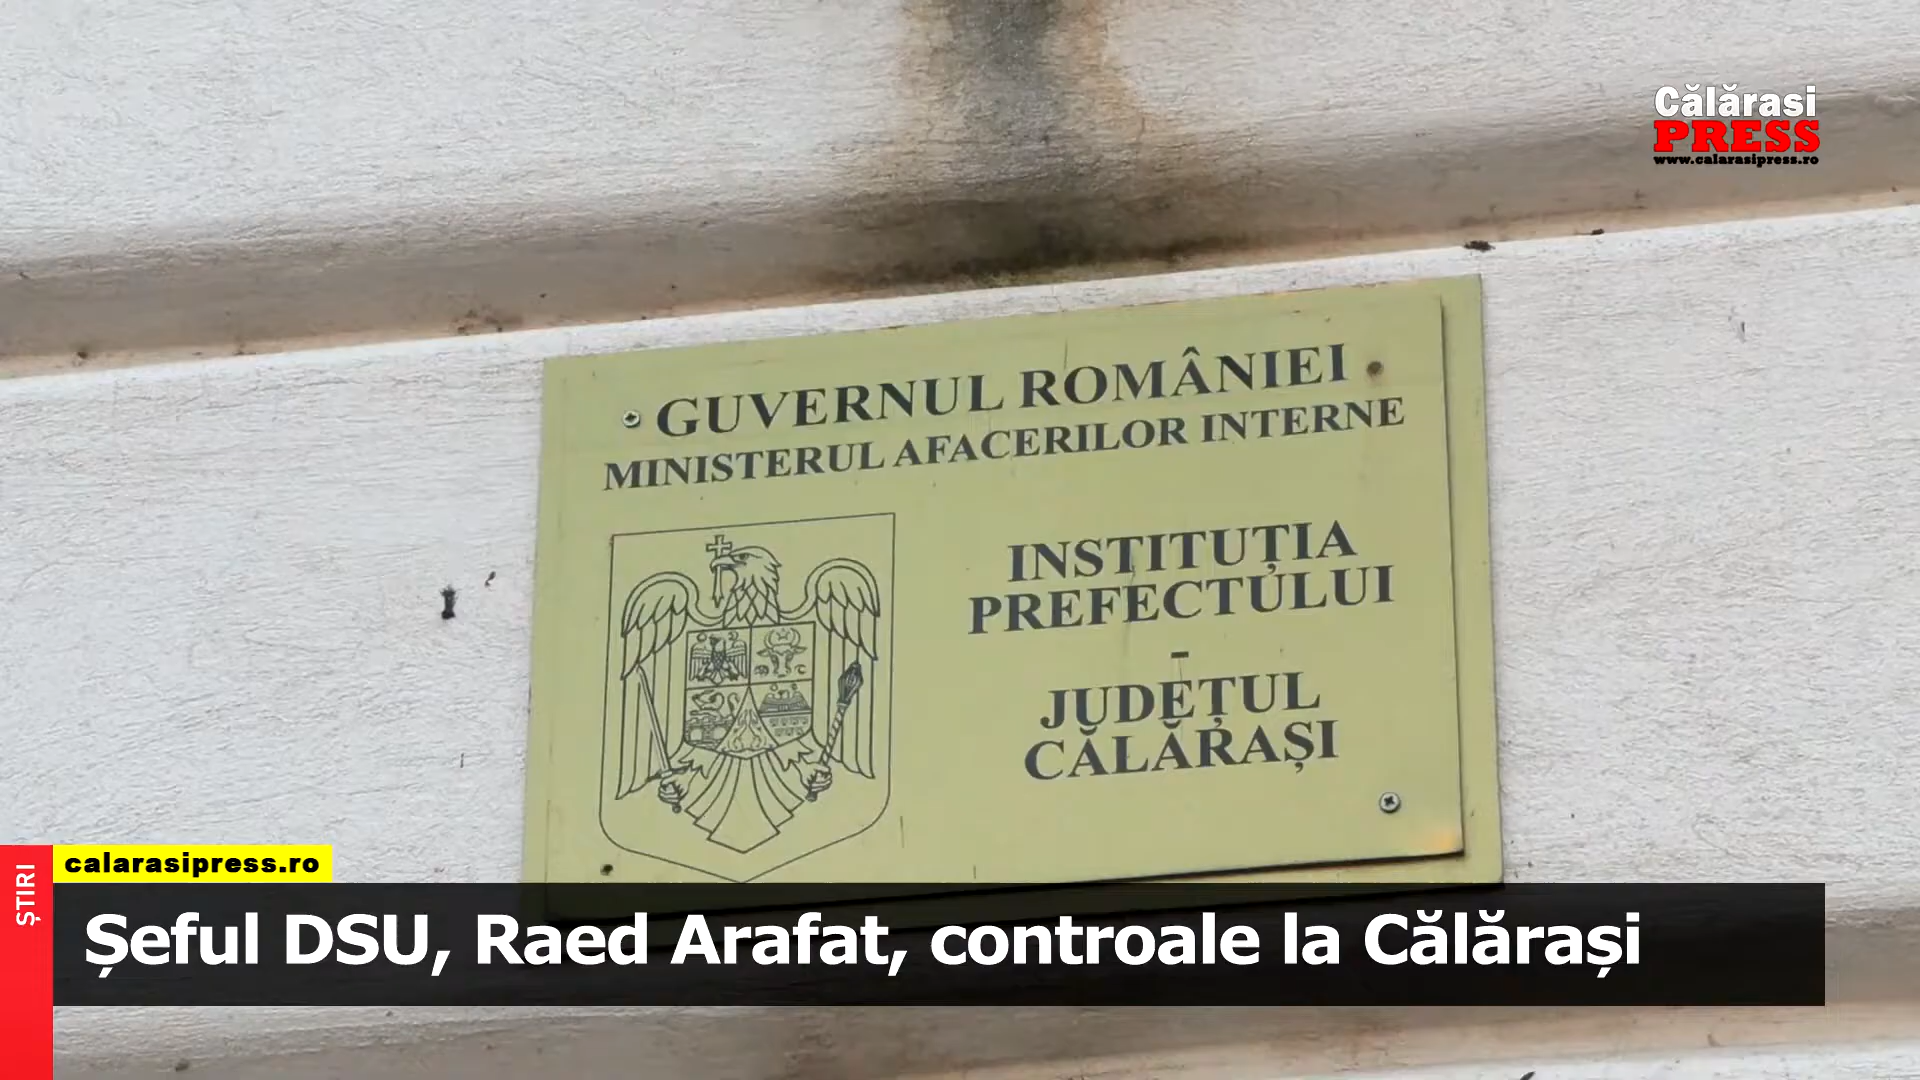 Călărasi
PRESS
www.calarasipress.ro
GUVERNUL ROMÂNIEI
MINISTERUL AFACERILOR INTERNE
INSTITUȚIA
PREFECTULUI
-
JUDEȚUL
CĂLĂRAȘI
calarasipress.ro
ȘTIRI
Șeful DSU, Raed Arafat, controale la Călărași